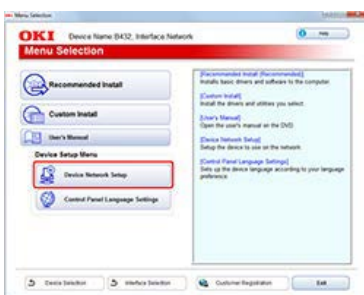 Menu Selection
OKI Device Name:B432, Interface:Network
Help
Menu Selection
Recommended Install
Custom Install
User's Manual
Device Setup Menu
Device Network Setup
Control Panel Language Settings
[Recommended Install (Recommended)]
Installs basic drivers and software to the computer.
[Custom Install]
Install the drivers and utilities you select.
[User's Manual]
Open the user's manual on the DVD
[Device Network Setup]
Setup the device to use on the network.
[Control Panel Language Settings]
Sets up the device language according to your language
preference
Device Selection
Interface Selection
Customer Registration
Exit